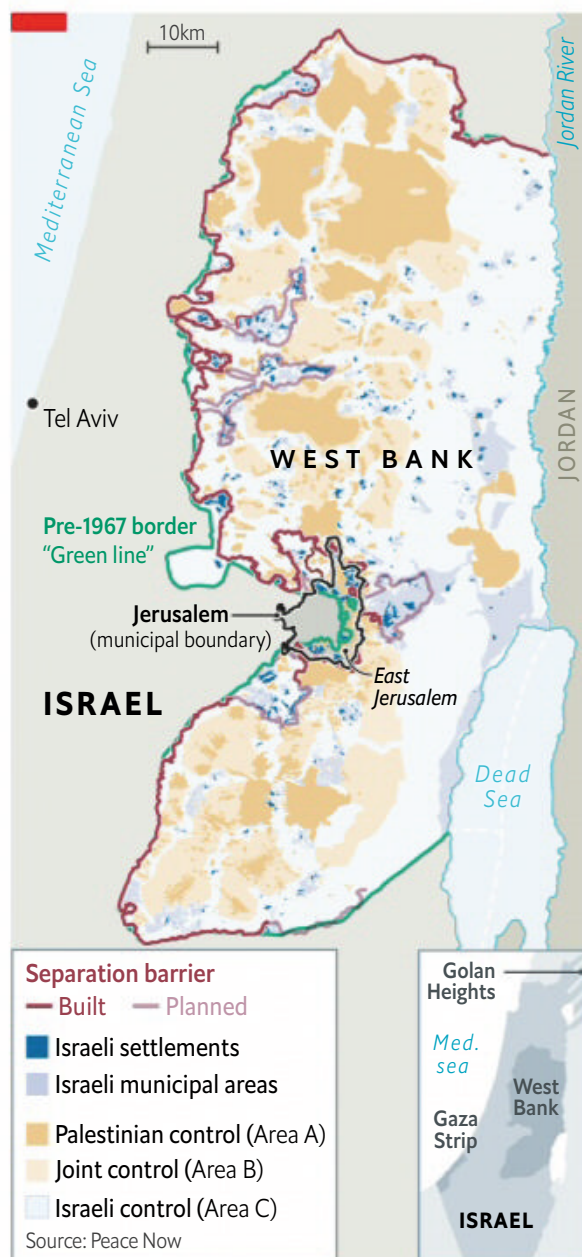 10km
Mediterranean Sea
Jordan River
Tel Aviv
WEST BANK
JORDAN
Pre-1967 border
“Green line”
Jerusalem
(municipal boundary)
East
Jerusalem
ISRAEL
Dead
Sea
Separation barrier
Built Planned
Israeli settlements
Israeli municipal areas
Palestinian control (Area A)
Joint control (Area B)
Israeli control (Area C)
Source: Peace Now
Golan
Heights
Med.
sea
West
Bank
Gaza
Strip
ISRAEL